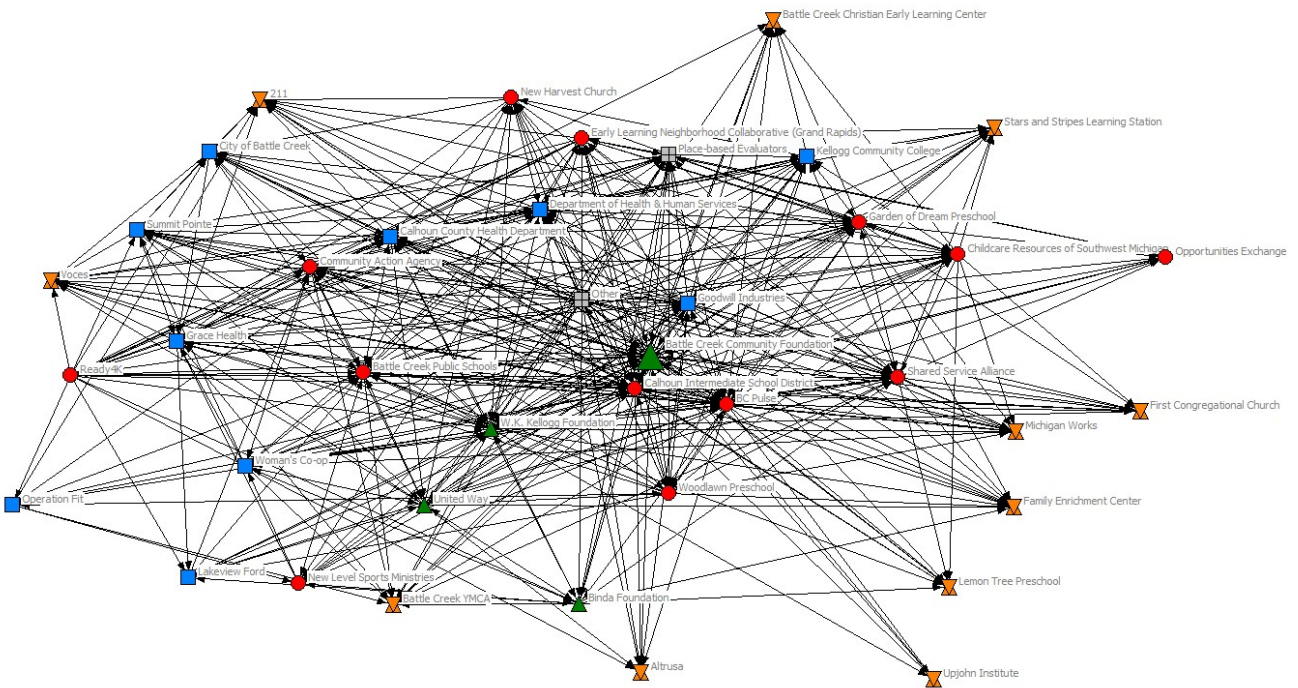 Battle Creek Christian Early Learning Center
New Harvest Church
211
Stars and Stripes Learning Station
Early Learning Neighborhood Collaborative (Grand Rapids)
City of Battle Creek
Place-based Evaluators
Kellogg Community College
Department of Health & Human Services
Garden of Dream Preschool
Summit Pointe
Calhoun County Health Department
Childcare Resources of Southwest Michigan
Opportunities Exchange
Community Action Agency
Voces
Other
Goodwill Industries
Grace Health
Battle Creek Community Foundation
Ready4K
Battle Creek Public Schools
Shared Service Alliance
Calhoun Intermediate School Districts
BC Pulse
First Congregational Church
W.K. Kellogg Foundation
Michigan Works
Woman's Co-op
Woodlawn Preschool
Operation Fit
United Way
Family Enrichment Center
Lakeview Ford
New Level Sports Ministries
Lemon Tree Preschool
Battle Creek YMCA
Binda Foundation
Altrusa
Upjohn Institute